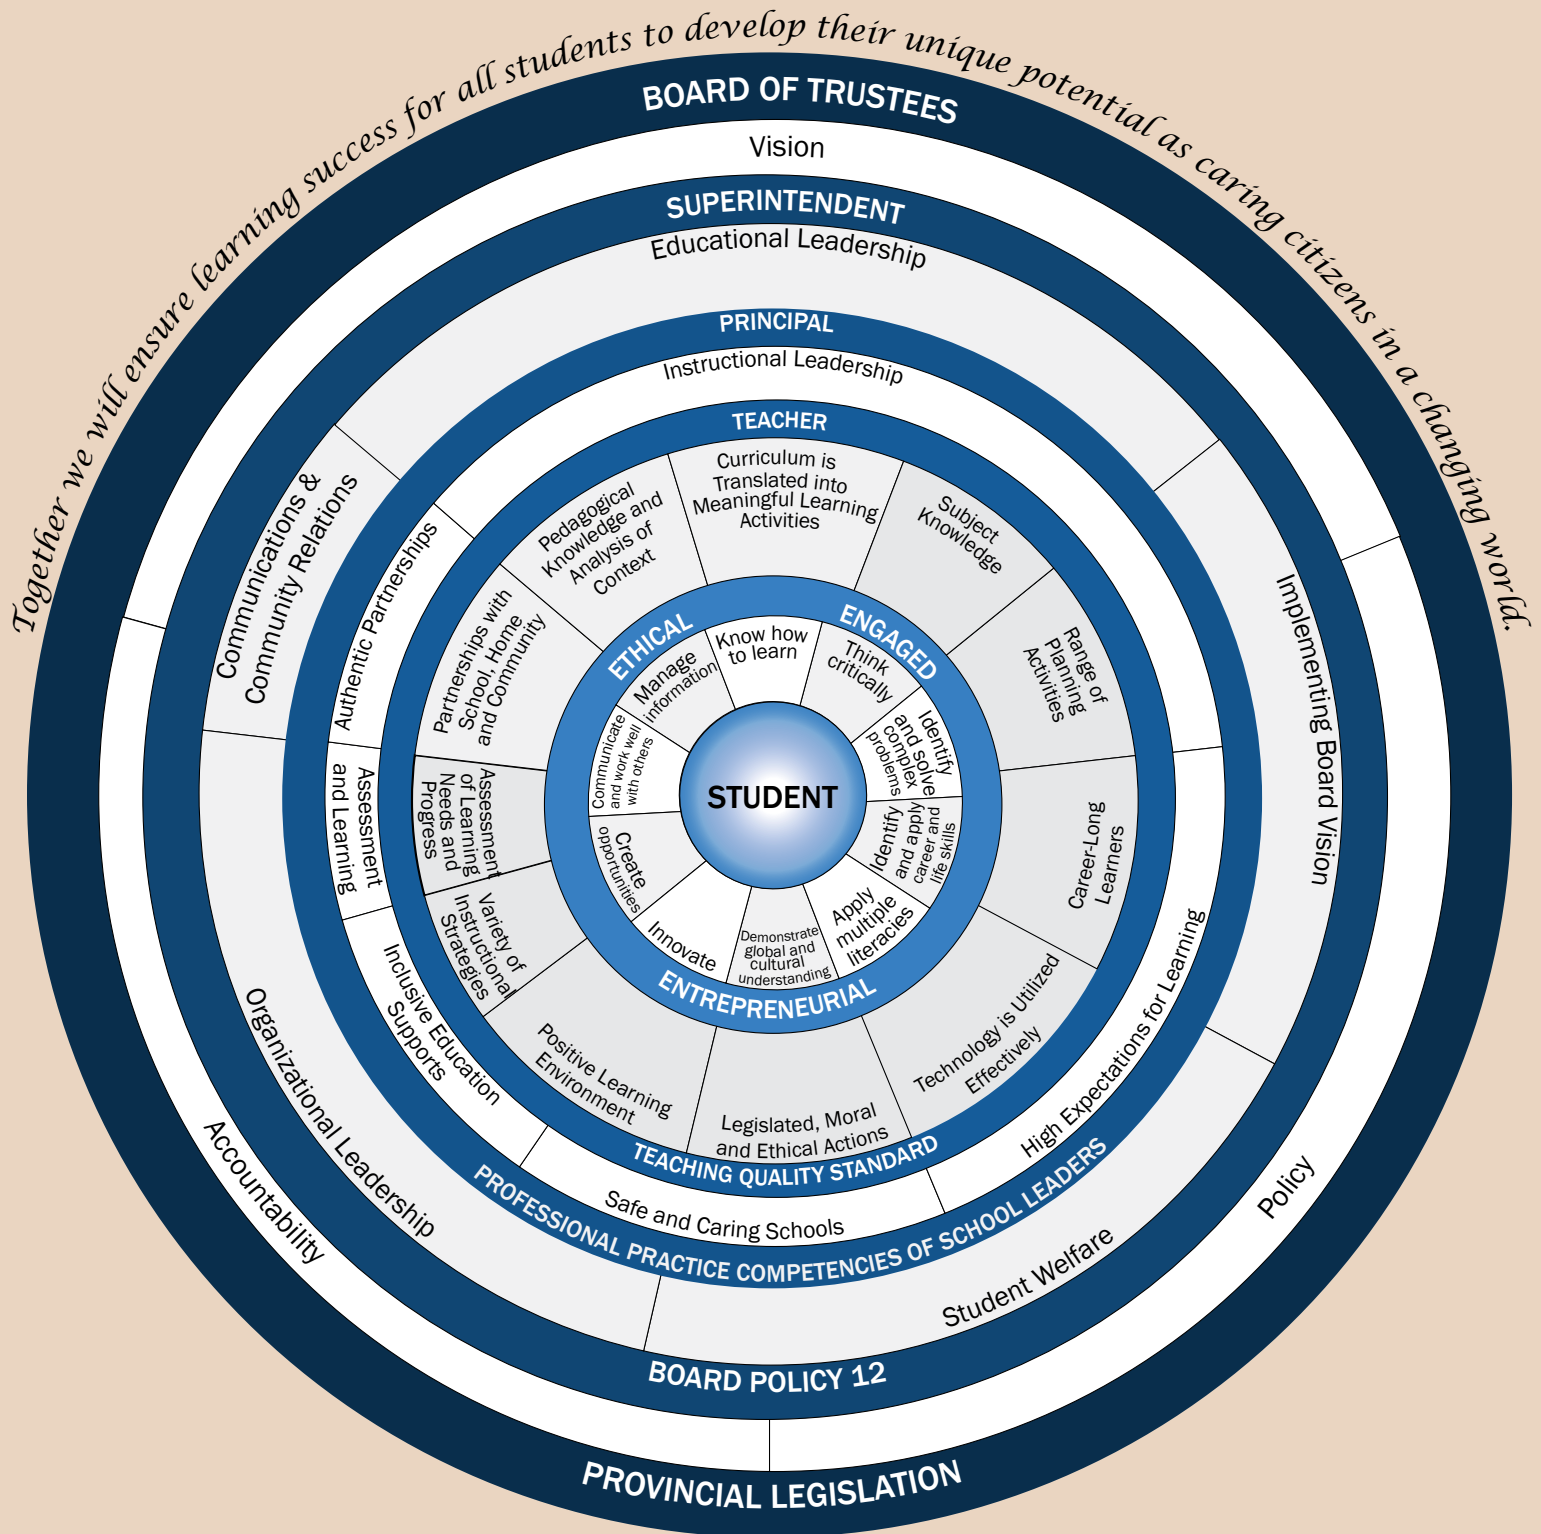 Together we will ensure learning success for all students to develop their unique potential as caring citizens in a changing world.
BOARD OF TRUSTEES
Vision
SUPERINTENDENT
Educational Leadership
PRINCIPAL
Instructional Leadership
TEACHER
Curriculum is
Translated into
Meaningful Learning
Activities
Subject
Knowledge
Range of
Planning
Activities
Career-Long
Learners
Technology is Utilized
Effectively
Legislated, Moral
and Ethical Actions
Positive Learning
Environment
Variety of
Instructional
Strategies
Assessment
of Learning
Needs and
Progress
Partnerships with
School, Home
and Community
Pedagogical
Knowledge and
Analysis of
Context
ETHICAL
ENGAGED
ENTREPRENEURIAL
Know how
to learn
Think
critically
Identify
and solve
complex
problems
Identify
and apply
career and
life skills
Apply
multiple
literacies
Demonstrate
global and
cultural
understanding
Innovate
Create
opportunities
Communicate
and work well
with others
Manage
information
STUDENT
Communications &
Community Relations
Authentic Partnerships
Assessment
and Learning
Inclusive Education
Supports
Safe and Caring Schools
High Expectations for Learning
Implementing Board Vision
Student Welfare
Organizational Leadership
Accountability
Policy
TEACHING QUALITY STANDARD
PROFESSIONAL PRACTICE COMPETENCIES OF SCHOOL LEADERS
BOARD POLICY 12
PROVINCIAL LEGISLATION